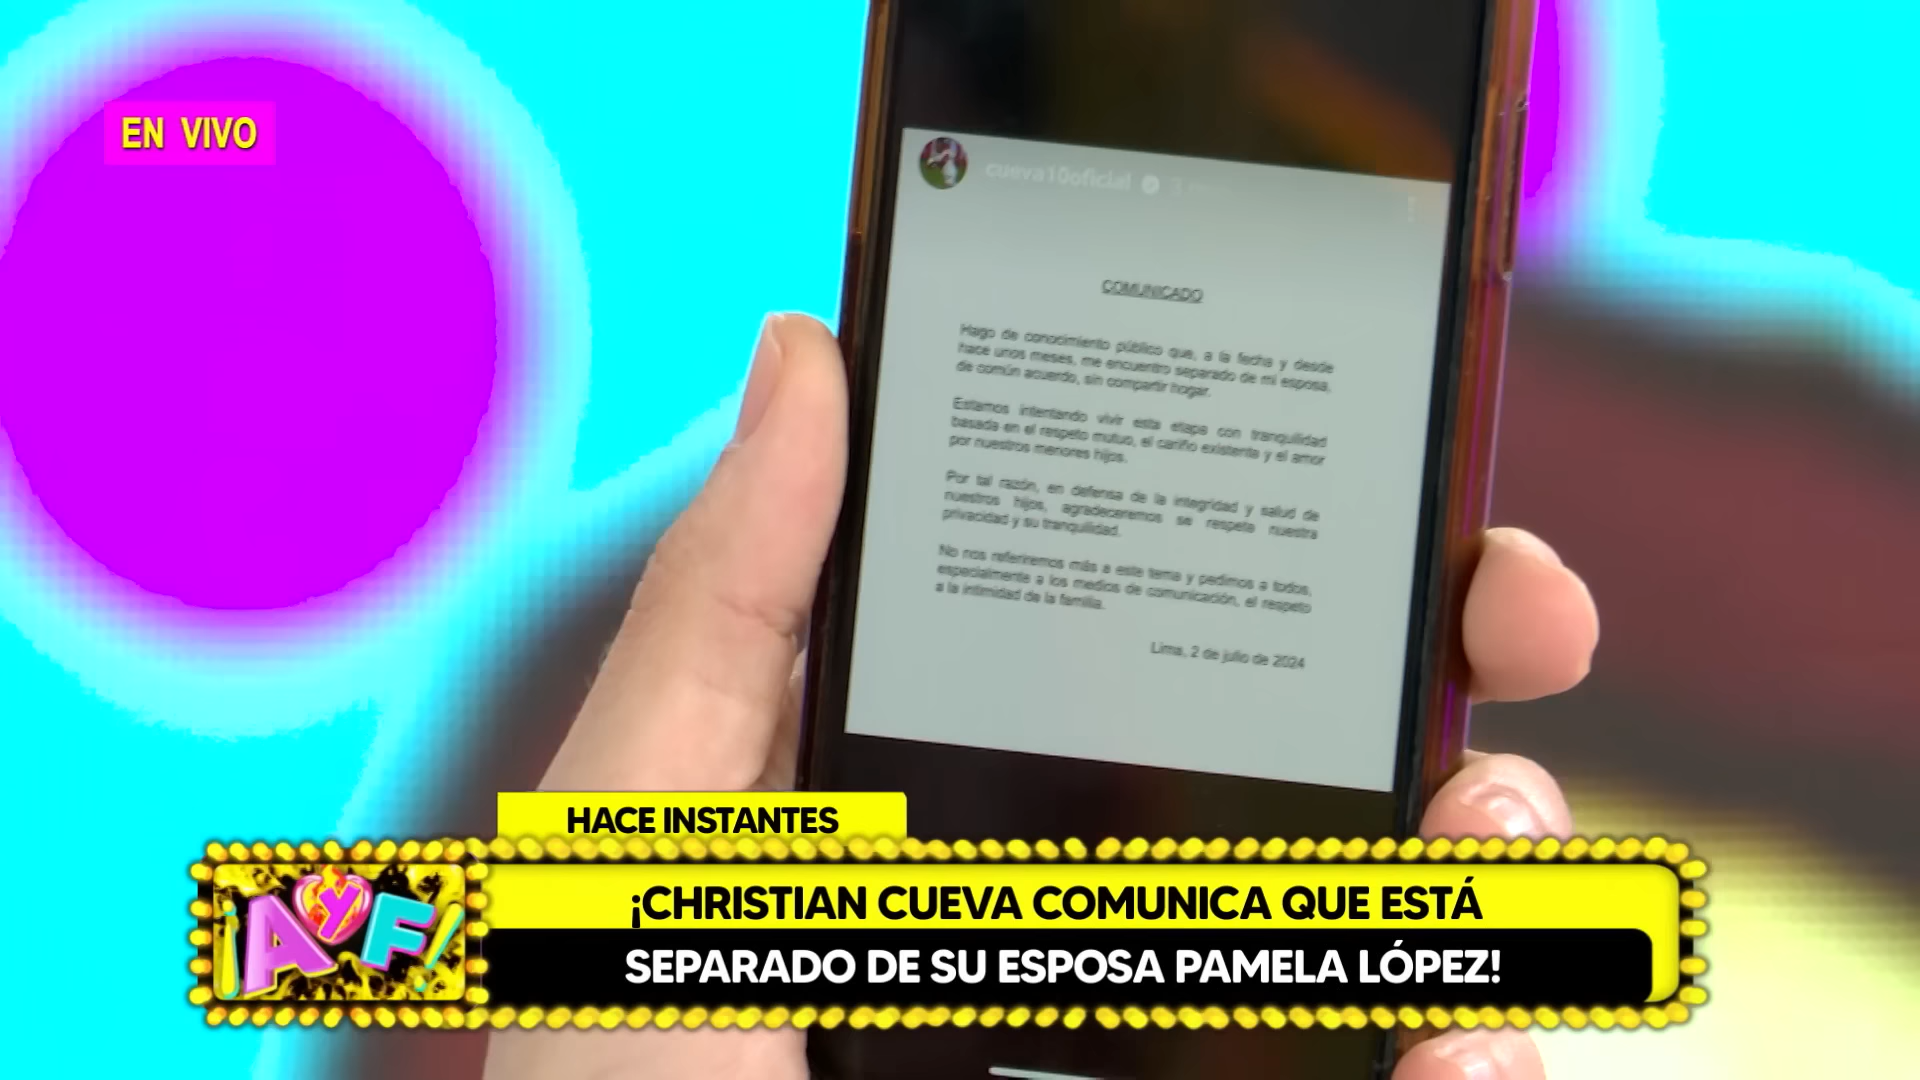 EN VIVO
cueva10oficial
COMUNICADO
Hago de conocimiento público que, a la fecha y desde
hace unos meses, me encuentro separado de mi esposa,
de común acuerdo, sin compartir hogar.
Estamos intentando vivir esta etapa con tranquilidad
basada en el respeto mutuo, el cariño existente y el amor
por nuestros menores hijos.
Por tal razón, en defensa de la integridad y salud de
nuestros hijos, agradeceremos se respete nuestra
privacidad y su tranquilidad.
No nos referiremos más a este tema y pedimos a todos,
especialmente a los medios de comunicación, el respeto
a la intimidad de la familia.
Lima, 2 de julio de 2024
HACE INSTANTES
¡AYF!
¡CHRISTIAN CUEVA COMUNICA QUE ESTÁ
SEPARADO DE SU ESPOSA PAMELA LÓPEZ!